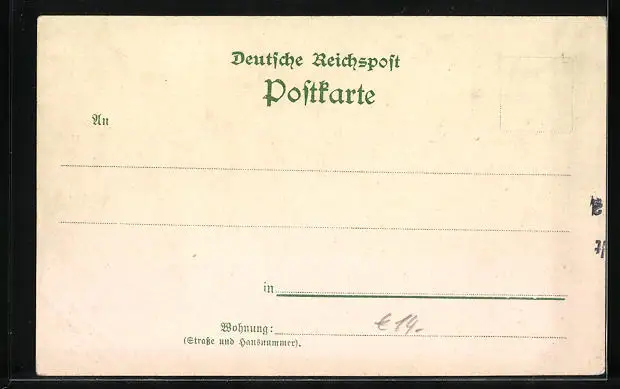 Deutsche Reichspost
Postkarte
An
in
Wohnung:
€ 14.-
(Straße und Hausnummer).